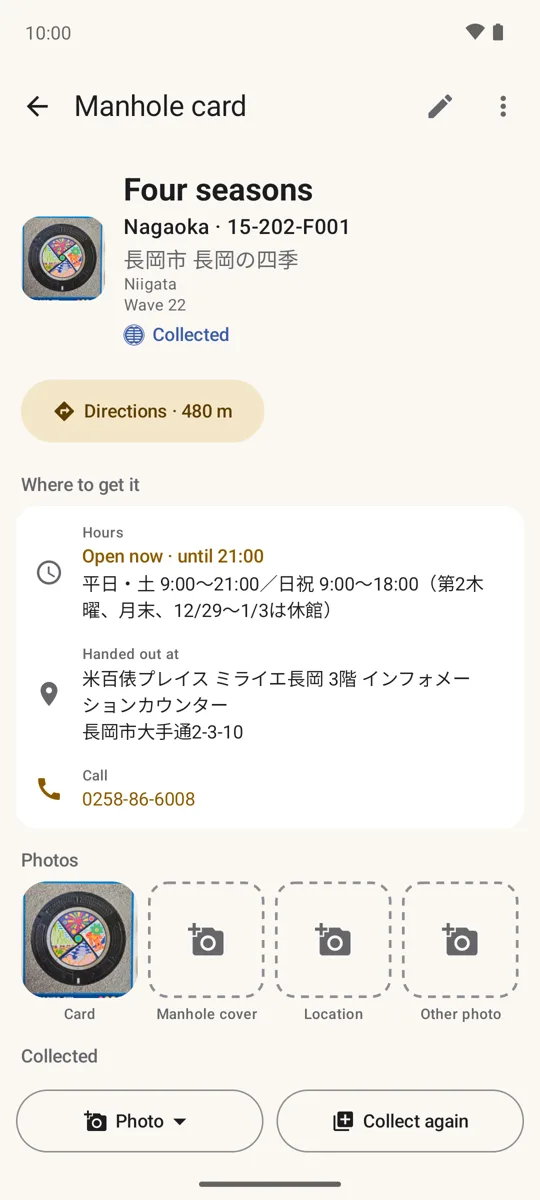 10:00
Manhole card
Four seasons
Nagaoka · 15-202-F001
長岡市 長岡の四季
Niigata
Wave 22
Collected
Directions · 480 m
Where to get it
Hours
Open now · until 21:00
平日・土 9:00～21:00／日祝 9:00～18:00（第2木
曜、月末、12/29～1/3は休館）
Handed out at
米百俵プレイス ミライエ長岡 3階 インフォメー
ションカウンター
長岡市大手通2-3-10
Call
0258-86-6008
Photos
Card
Manhole cover
Location
Other photo
Collected
Photo
Collect again